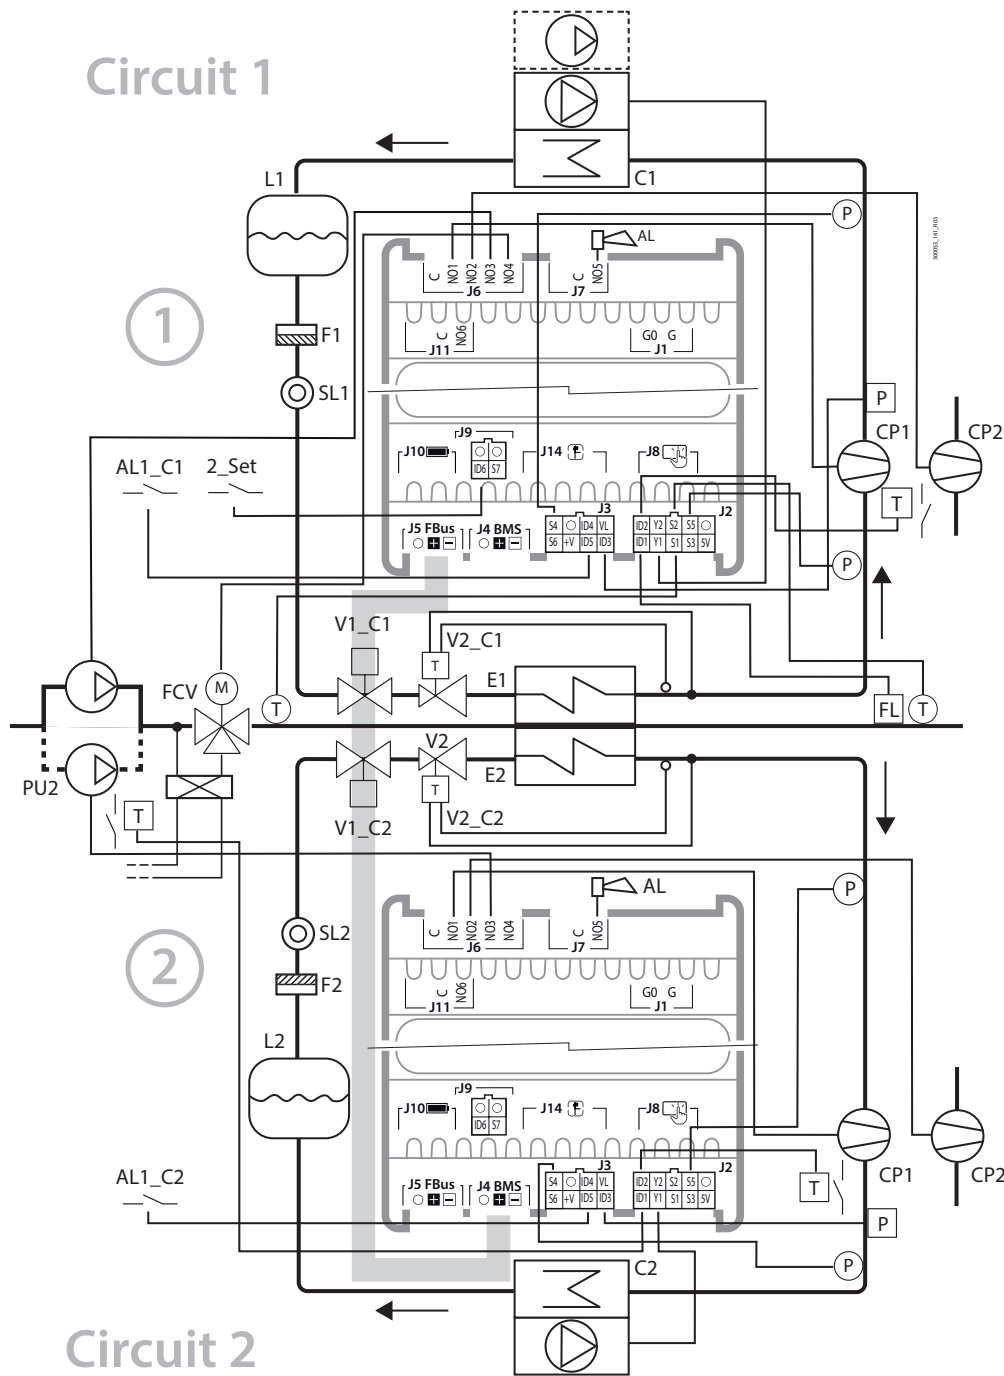 Circuit 1
C1
L1
P
300053_141_R03
AL
C NO1 NO2 NO3 NO4
J6
C NO5
J7
1
F1
C NO6
J11
G0 G
J1
SL1
P
CP1
CP2
J9
J10
ID6 S7
J14
J8
AL1_C1
2_Set
T
J3
J2
S4 ID4 VL
S6 +V ID5 ID3
ID2 Y2 S2 S5
ID1 Y1 S1 S3 5V
J5 FBus
J4 BMS
P
V1_C1
V2_C1
T
E1
FCV
M
T
FL
T
V2
E2
PU2
T
T
V1_C2
V2_C2
AL
P
C NO1 NO2 NO3 NO4
J6
C NO5
J7
SL2
2
F2
C NO6
J11
G0 G
J1
L2
J9
J10
ID6 S7
J14
J8
CP1
CP2
AL1_C2
T
J3
J2
S4 ID4 VL
S6 +V ID5 ID3
ID2 Y2 S2 S5
ID1 Y1 S1 S3 5V
J5 FBus
J4 BMS
P
C2
P
Circuit 2